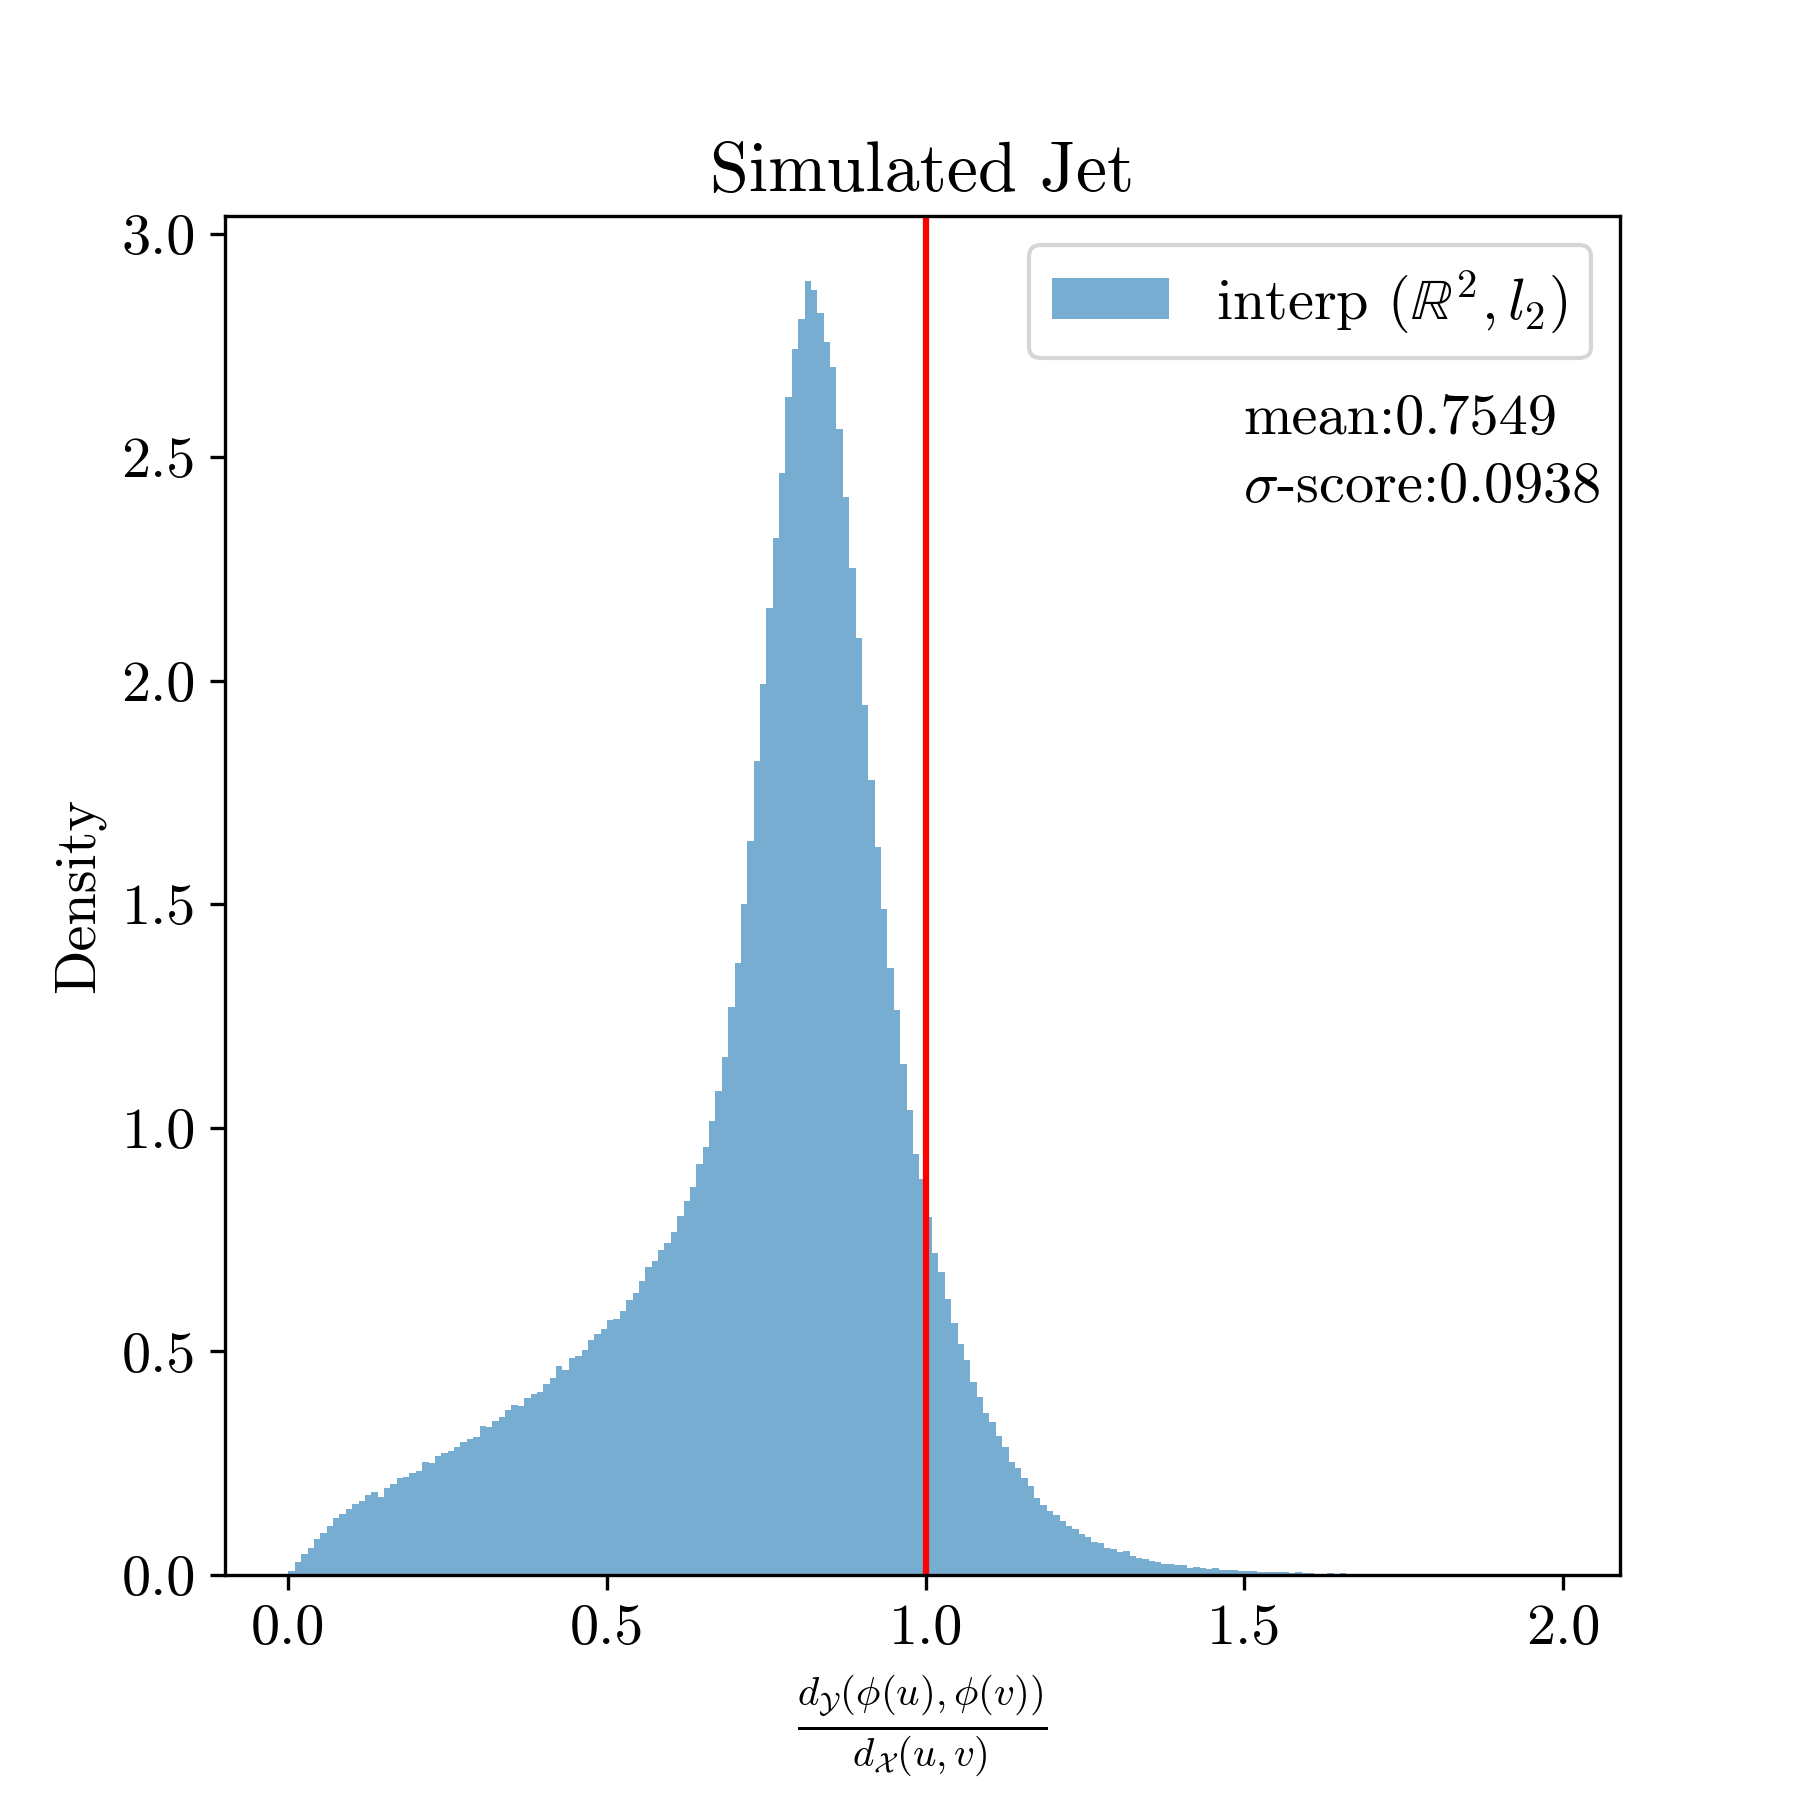 Simulated Jet
3.0
2.5
2.0
1.5
1.0
0.5
0.0
Density
interp (ℝ², l₂)
mean:0.7549
σ-score:0.0938
0.0 0.5 1.0 1.5 2.0
d𝒴(ϕ(u), ϕ(v))
d𝒳(u, v)